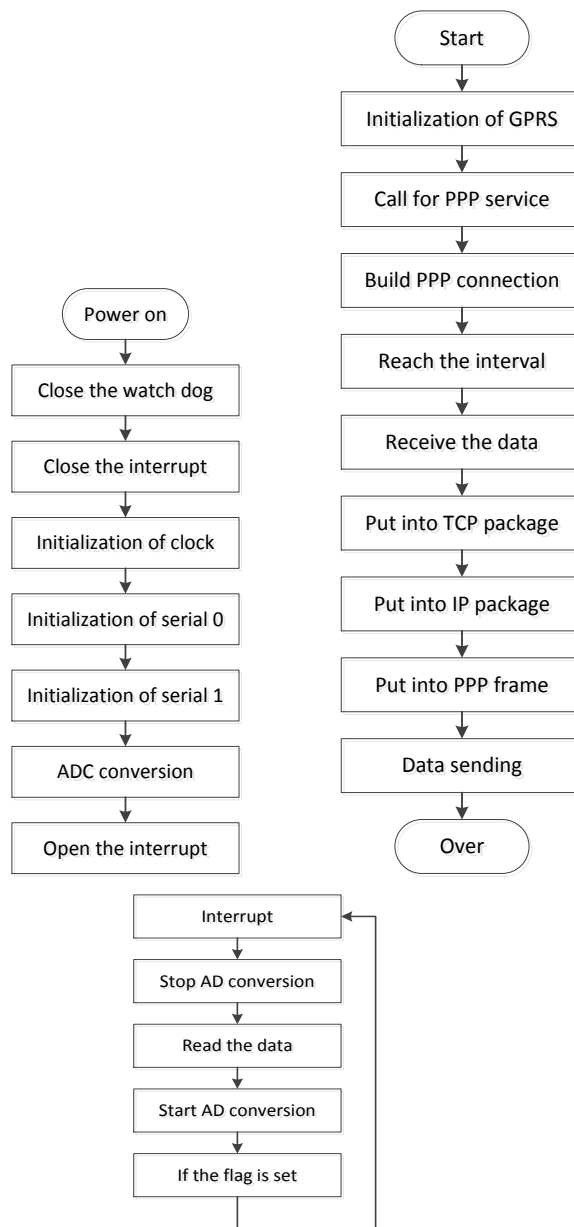 Power on
Close the watch dog
Close the interrupt
Initialization of clock
Initialization of serial 0
Initialization of serial 1
ADC conversion
Open the interrupt
Start
Initialization of GPRS
Call for PPP service
Build PPP connection
Reach the interval
Receive the data
Put into TCP package
Put into IP package
Put into PPP frame
Data sending
Over
Interrupt
Stop AD conversion
Read the data
Start AD conversion
If the flag is set